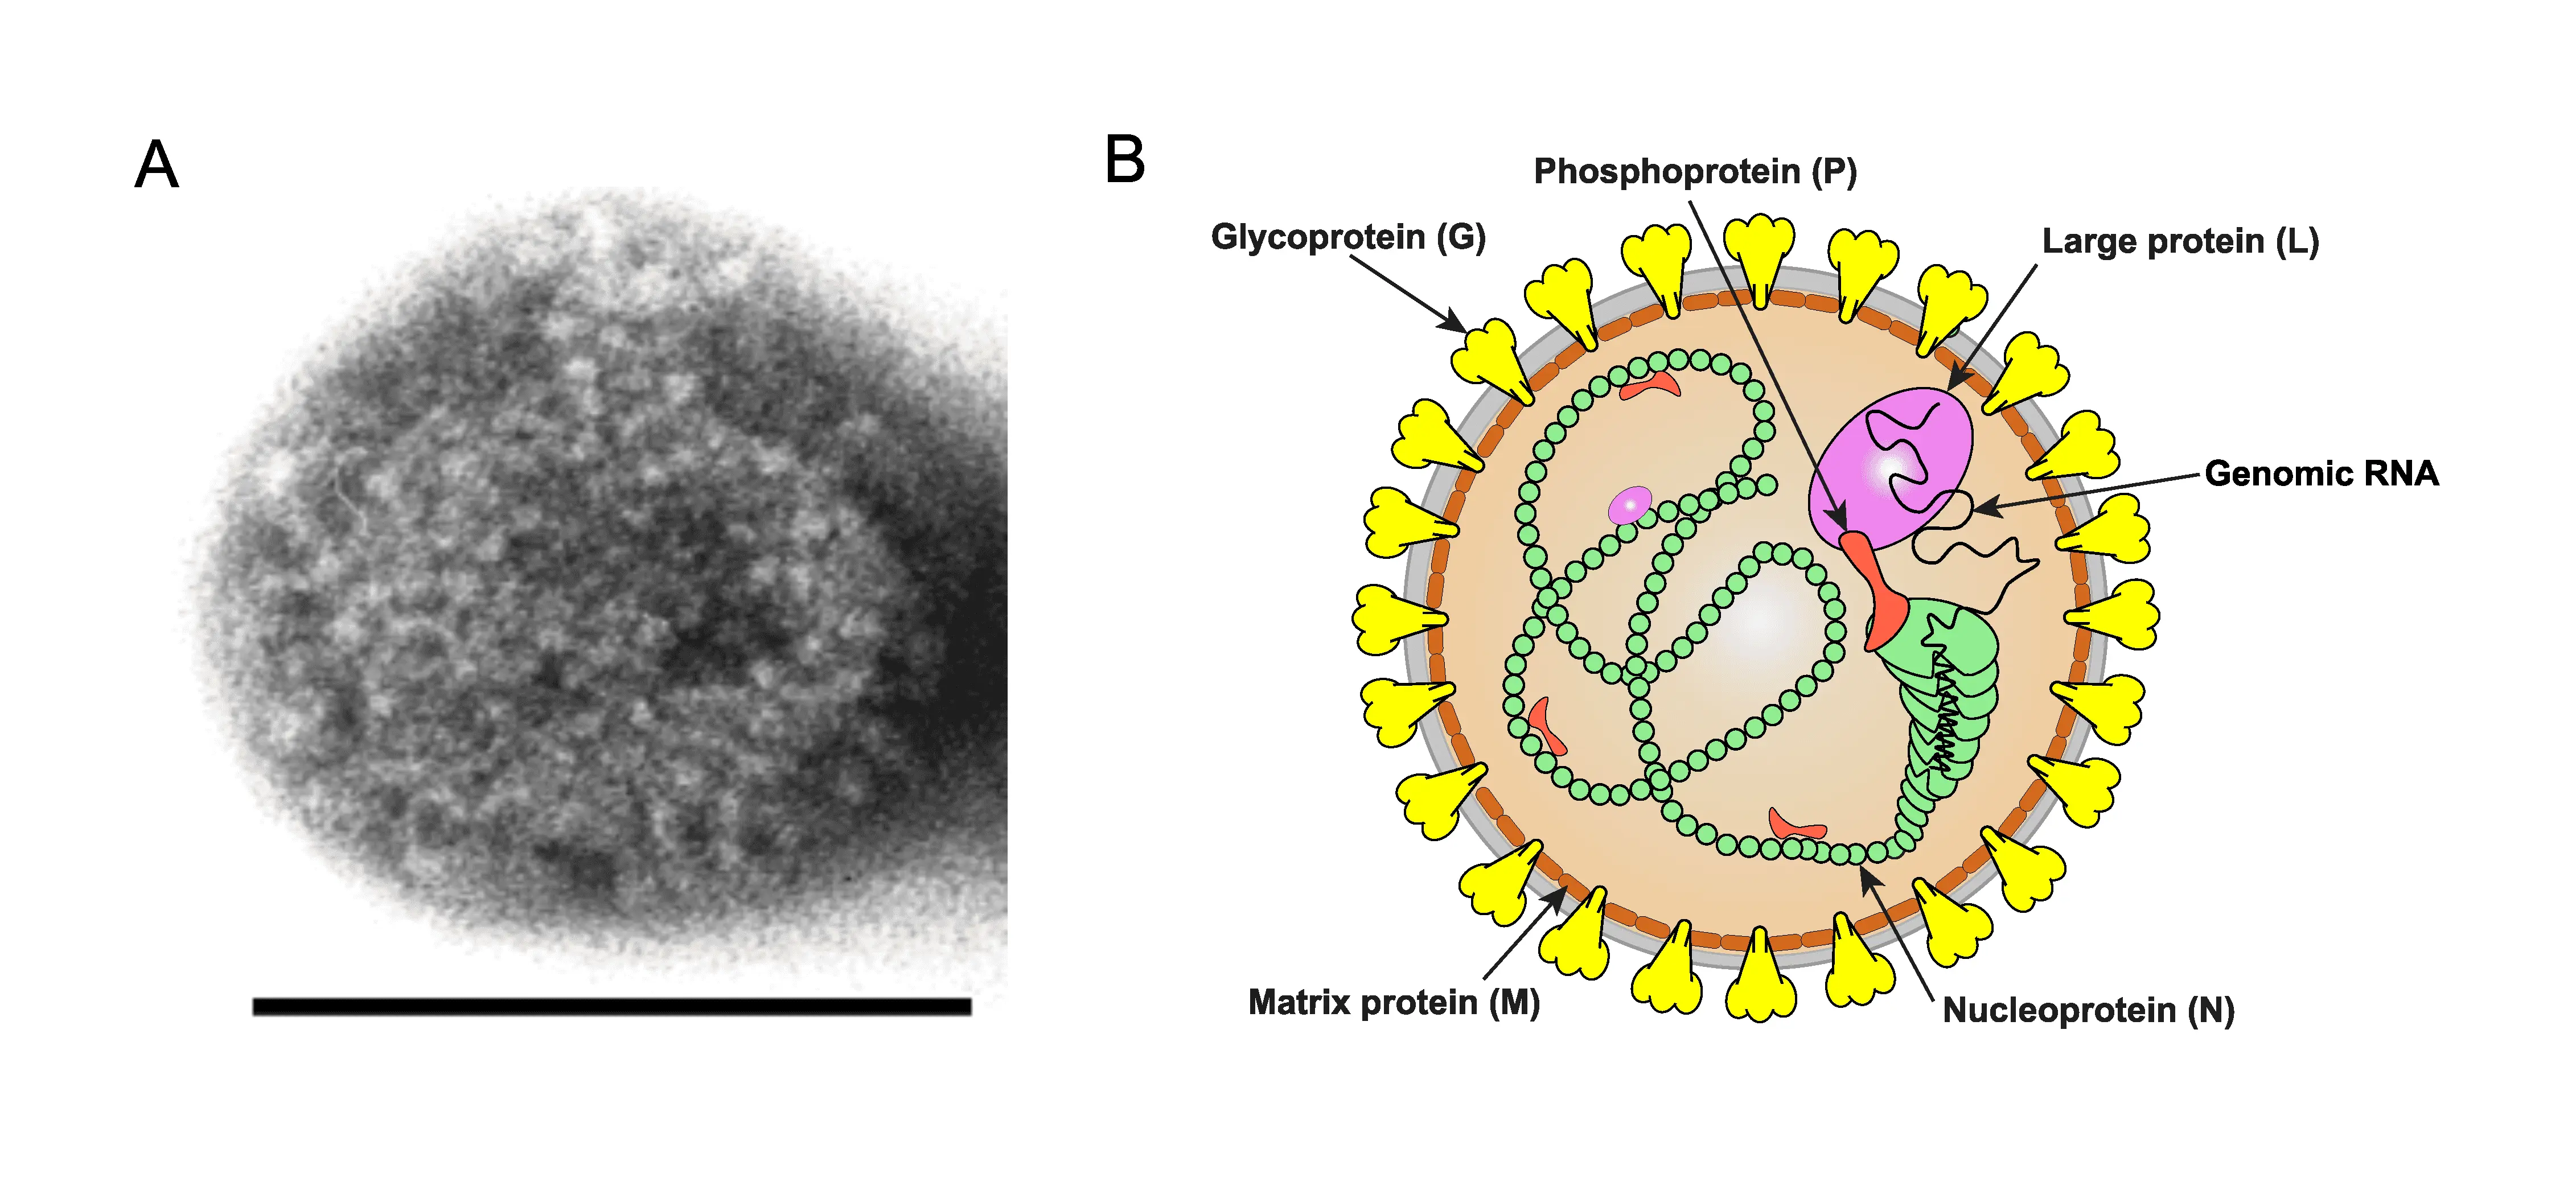 A
B
Phosphoprotein (P)
Glycoprotein (G)
Large protein (L)
Genomic RNA
Matrix protein (M)
Nucleoprotein (N)